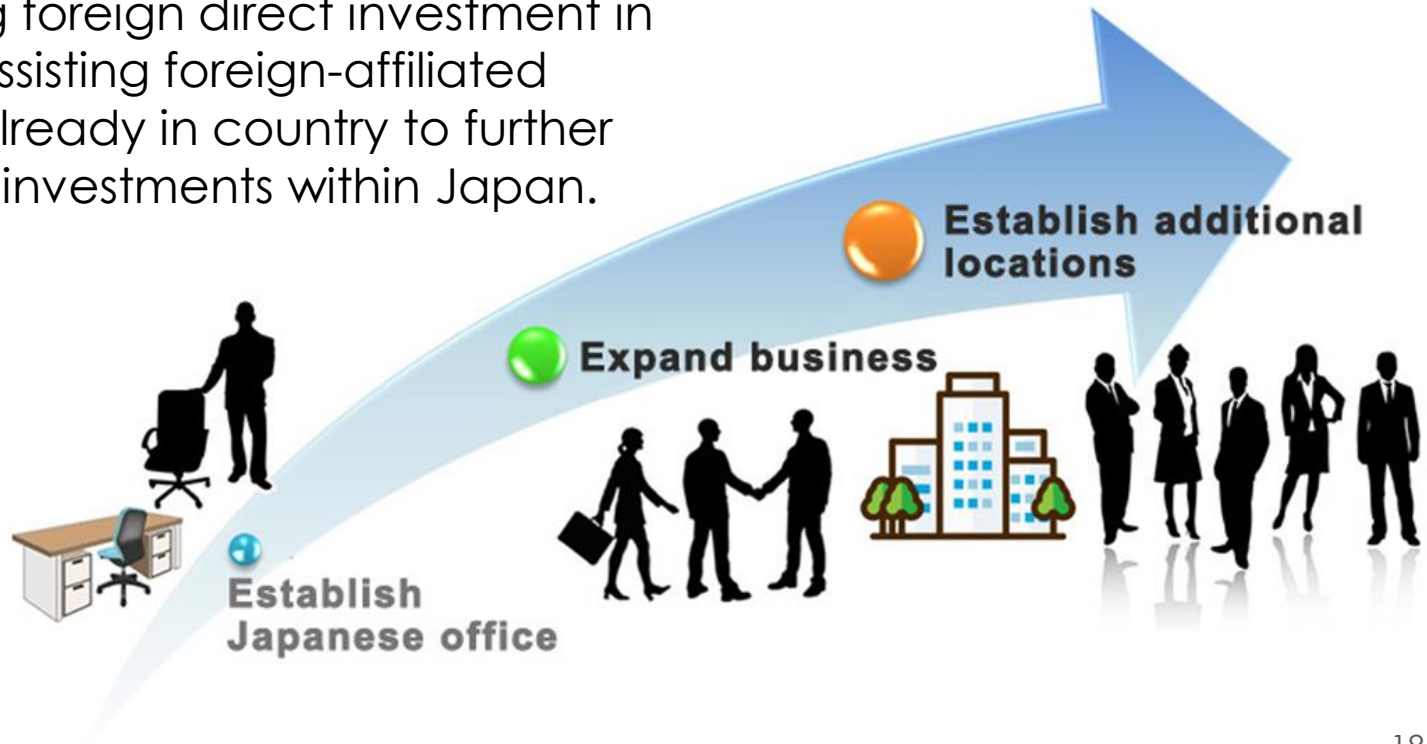 g foreign direct investment in
ssisting foreign-affiliated
lready in country to further
investments within Japan.
Establish additional
locations
Expand business
Establish
Japanese office
19